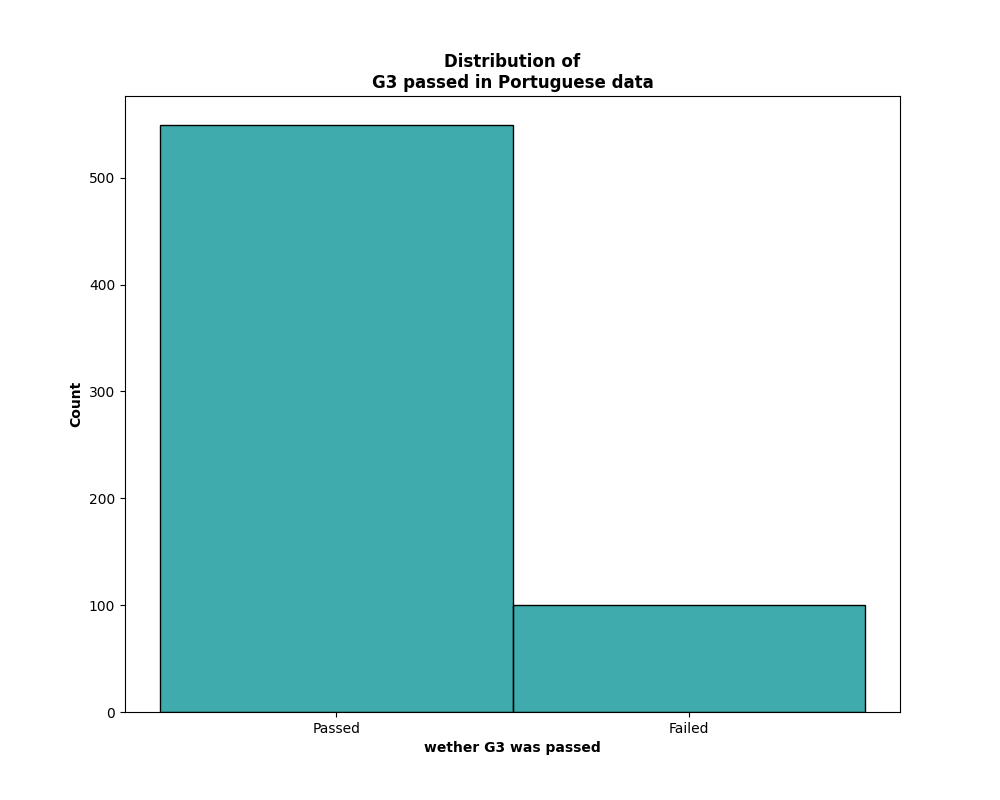 Distribution of
G3 passed in Portuguese data
500
400
300
200
100
0
Count
Passed
Failed
wether G3 was passed